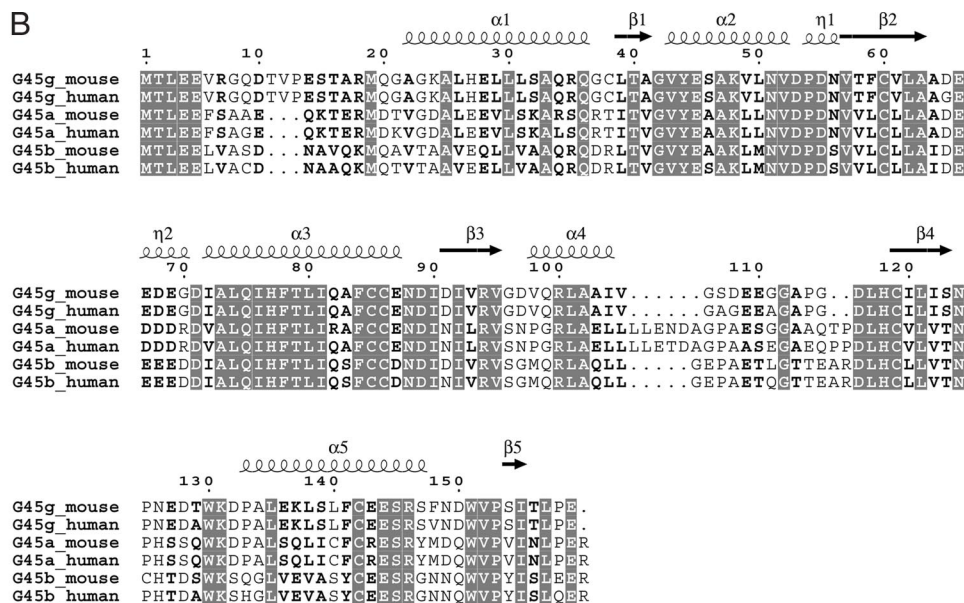 B
α1 β1 α2 η1 β2
1 10 20 30 40 50 60
G45g_mouse MTLEEVRGQDTVPESTARMQGAGKALHELLLSAQRQGCLTAGVYESAKVLNVDPDNVTFCVLAADE
G45g_human MTLEEVRGQDTVPESTARMQGAGKALHELLLSAQRQGCLTAGVYESAKVLNVDPDNVTFCVLAAGE
G45a_mouse MTLEEFSAAE...QKTERMDTVGDALEEVLSKARSQRTITVGVYEAAKLLNVDPDNVVLCLLAADE
G45a_human MTLEEFSAGE...QKTERMDKVGDALEEVLSKALSQRTITVGVYEAAKLLNVDPDNVVLCLLAADE
G45b_mouse MTLEELVASD...NAVQKMQAVTAAVEQLLVAAQRQDRLTVGVYESAKLMNVDPDSVVLCLLAIDE
G45b_human MTLEELVACD...NAAQKMQTVTAAVEELLVAAQRQDRLTVGVYESAKLMNVDPDSVVLCLLAIDE
η2 α3 β3 α4 β4
70 80 90 100 110 120
G45g_mouse EDEGDIALQIHFTLIQAFCCENDIDIVRVGDVQRLAAIV......GSDEEGGAPG..DLHCILISN
G45g_human EDEGDIALQIHFTLIQAFCCENDIDIVRVGDVQRLAAIV......GAGEEAGAPG..DLHCILISN
G45a_mouse DDDRDVALQIHFTLIRAFCCENDINILRVSNPGRLAELLLLENDAGPAESGGAAQTPDLHCVLVTN
G45a_human DDDRDVALQIHFTLIQAFCCENDINILRVSNPGRLAELLLLETDAGPAASEGAEQPPDLHCVLVTN
G45b_mouse EEEDDIALQIHFTLIQSFCCDNDINIVRVSGMQRLAQLL.....GEPAETLGTTEARDLHCLLVTN
G45b_human EEEDDIALQIHFTLIQSFCCDNDINIVRVSGMQRLAQLL.....GEPAETQGTTEARDLHCLLVTN
α5 β5
130 140 150
G45g_mouse PNEDTWKDPALEKLSLFCEESRSFNDWVPSITLPE.
G45g_human PNEDAWKDPALEKLSLFCEESRSVNDWVPSITLPE.
G45a_mouse PHSSQWKDPALSQLICFCRESRYMDQWVPVINLPER
G45a_human PHSSQWKDPALSQLICFCRESRYMDQWVPVINLPER
G45b_mouse CHTDSWKSQGLVEVASYCEESRGNNQWVPYISLEER
G45b_human PHTDAWKSHGLVEVASYCEESRGNNQWVPYISLQER